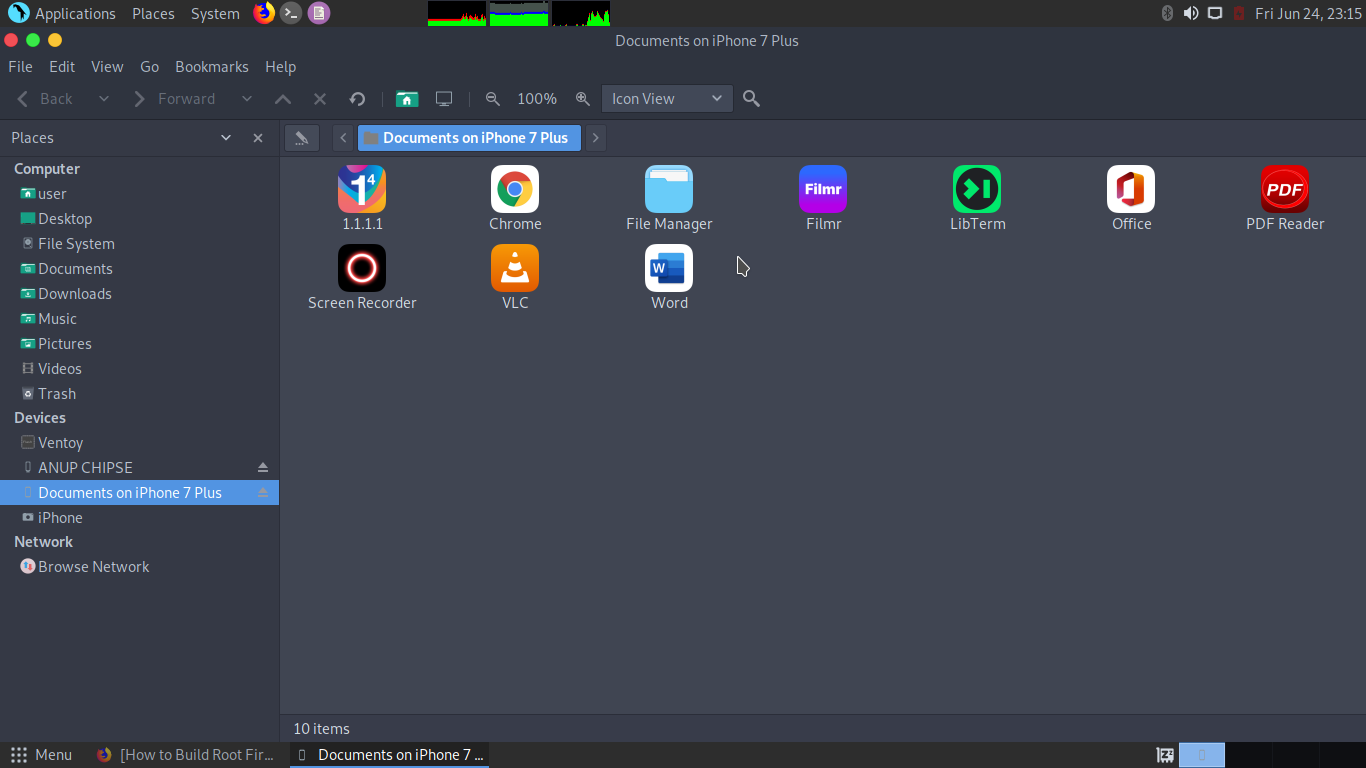 Applications Places System Fri Jun 24, 23:15
Documents on iPhone 7 Plus
File Edit View Go Bookmarks Help
Back Forward 100% Icon View
Places Documents on iPhone 7 Plus
Computer
user
Desktop
File System
Documents
Downloads
Music
Pictures
Videos
Trash
Devices
Ventoy
ANUP CHIPSE
Documents on iPhone 7 Plus
iPhone
Network
Browse Network
1⁴ Filmr PDF
1.1.1.1 Chrome File Manager Filmr LibTerm Office PDF Reader
W
Screen Recorder VLC Word
10 items
Menu [How to Build Root Fir... Documents on iPhone 7 ...